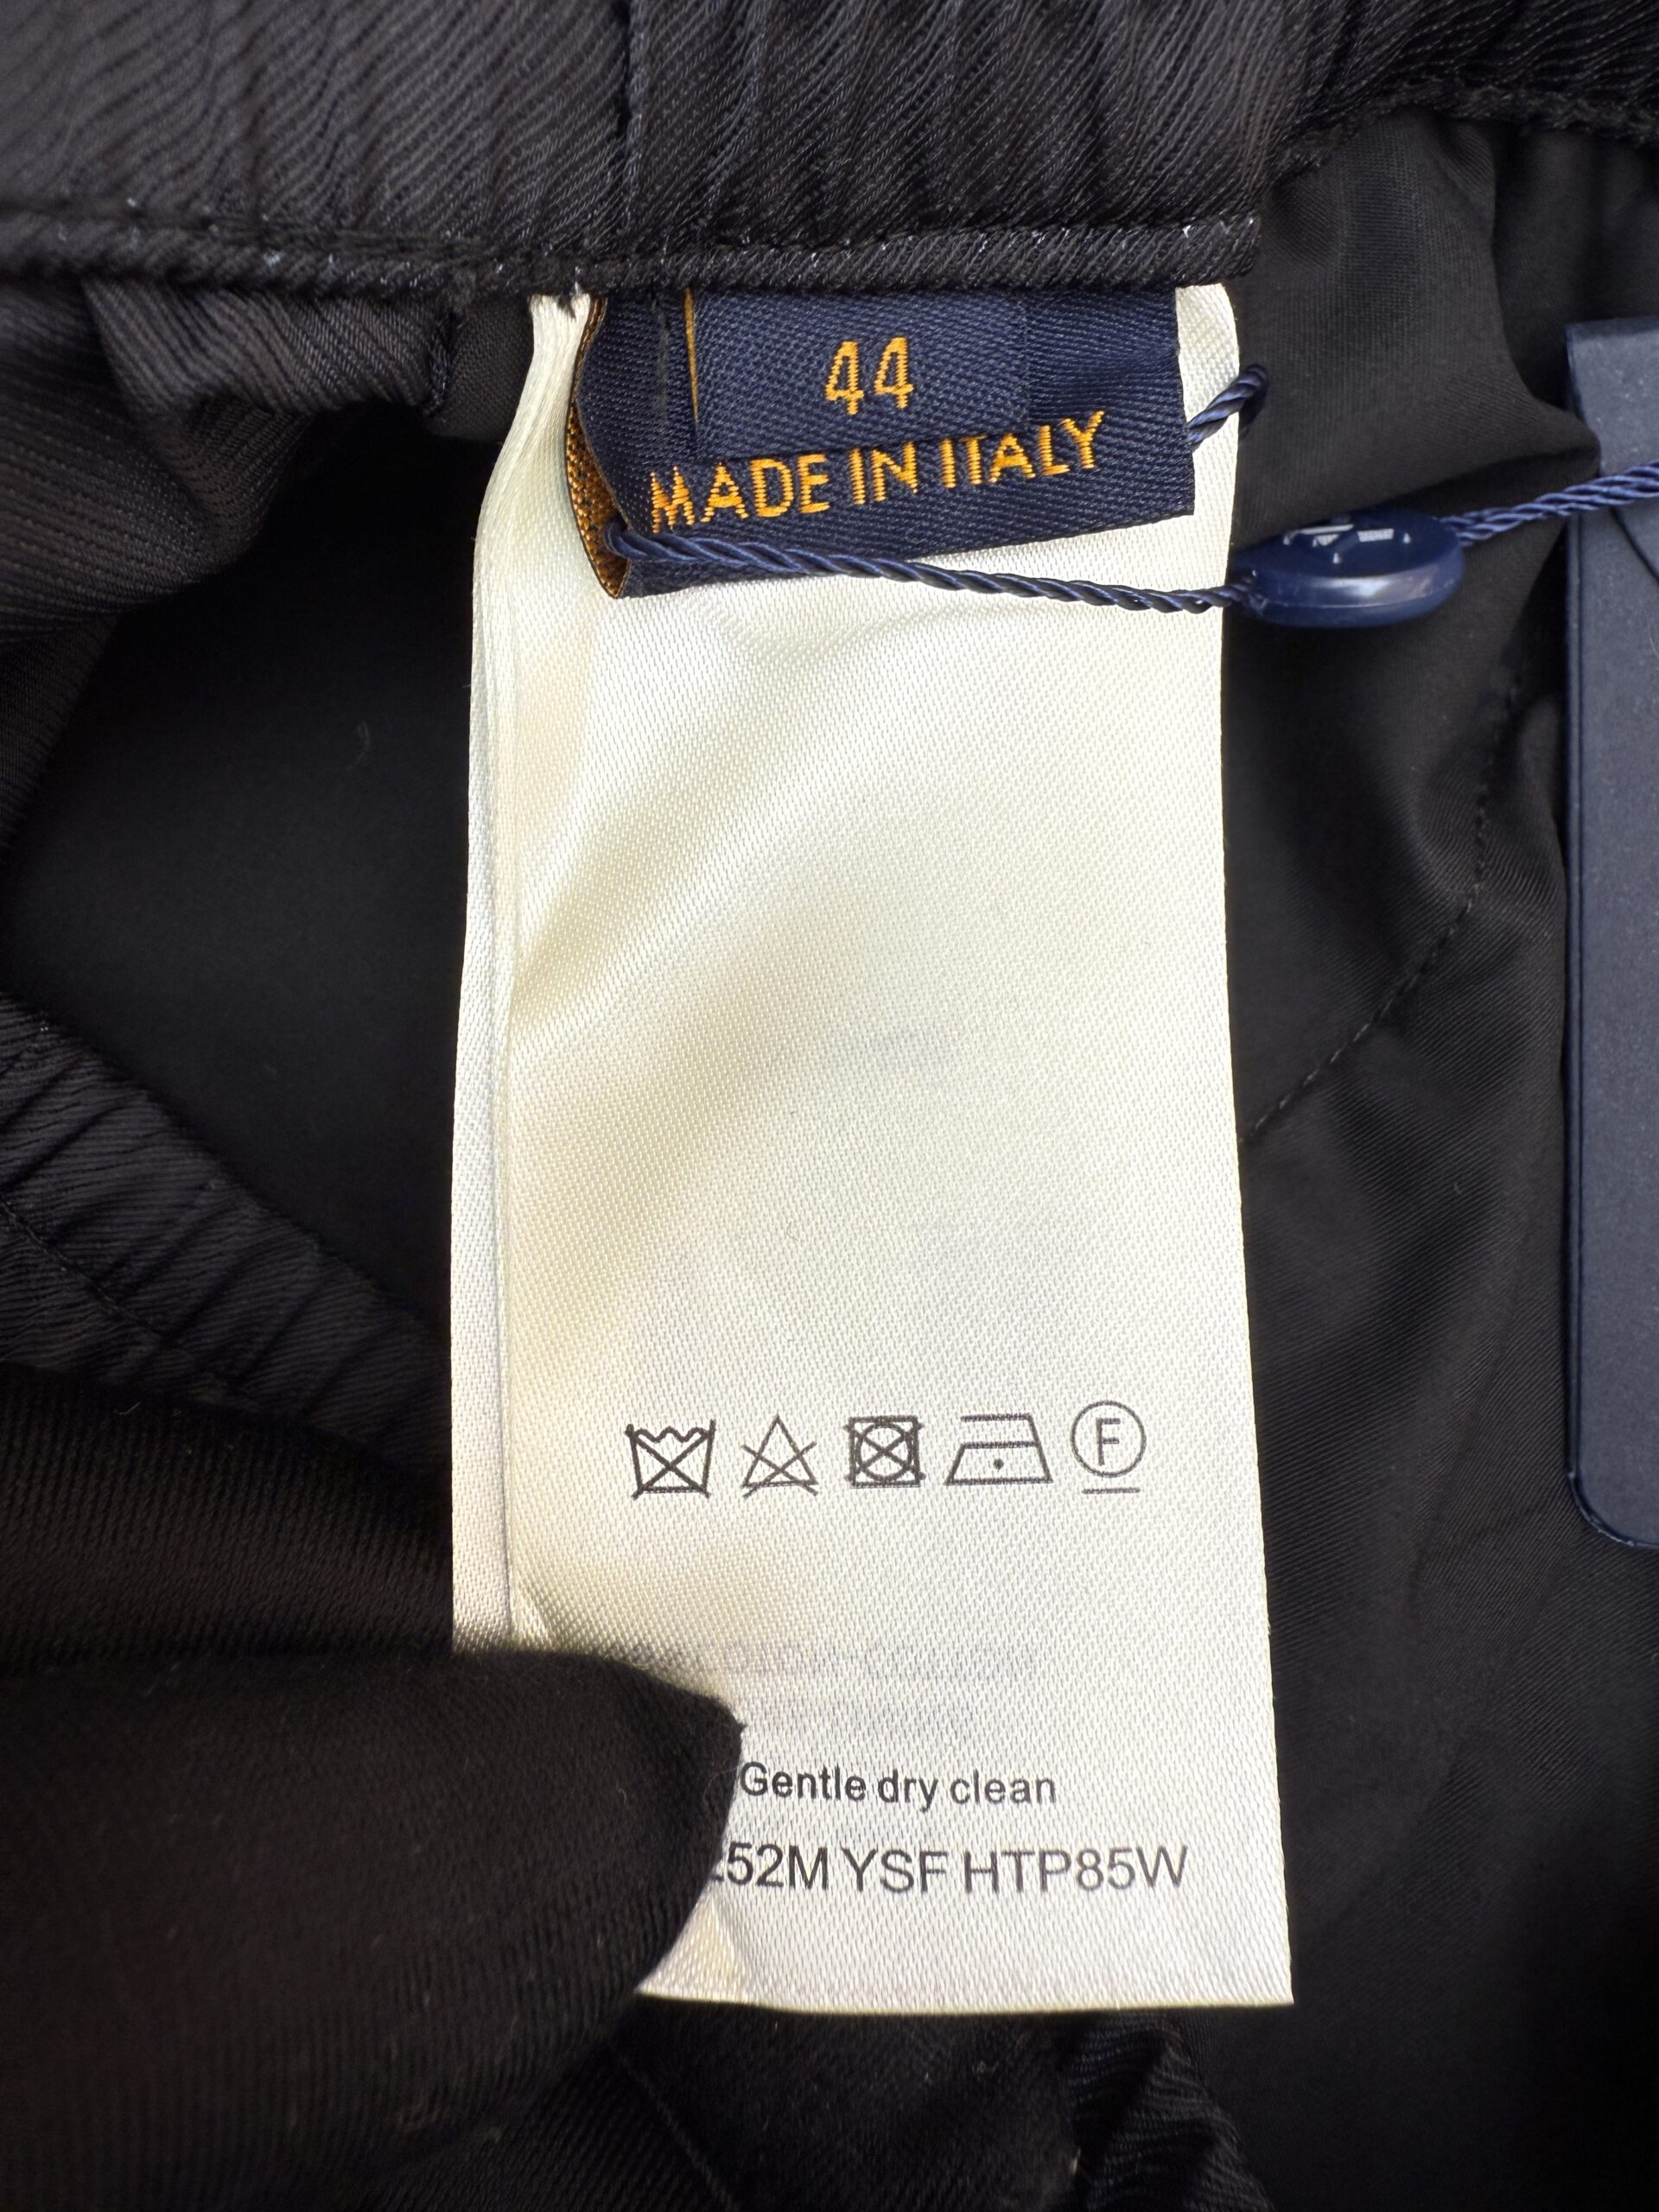 44
MADE IN ITALY
F
Gentle dry clean
52M YSF HTP85W